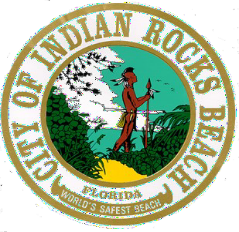 CITY OF INDIAN ROCKS BEACH
FLORIDA
WORLD'S SAFEST BEACH